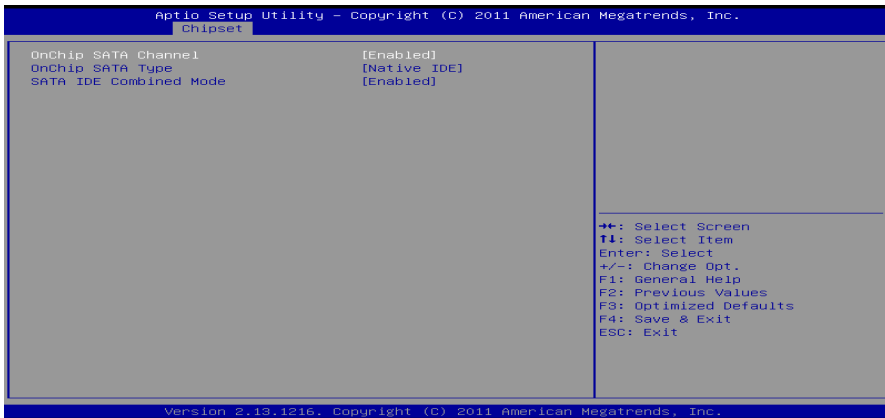 Aptio Setup Utility – Copyright (C) 2011 American Megatrends, Inc.
Chipset
OnChip SATA Channel [Enabled]
OnChip SATA Type [Native IDE]
SATA IDE Combined Mode [Enabled]
→←: Select Screen
↑↓: Select Item
Enter: Select
+/-: Change Opt.
F1: General Help
F2: Previous Values
F3: Optimized Defaults
F4: Save & Exit
ESC: Exit
Version 2.13.1216. Copyright (C) 2011 American Megatrends, Inc.